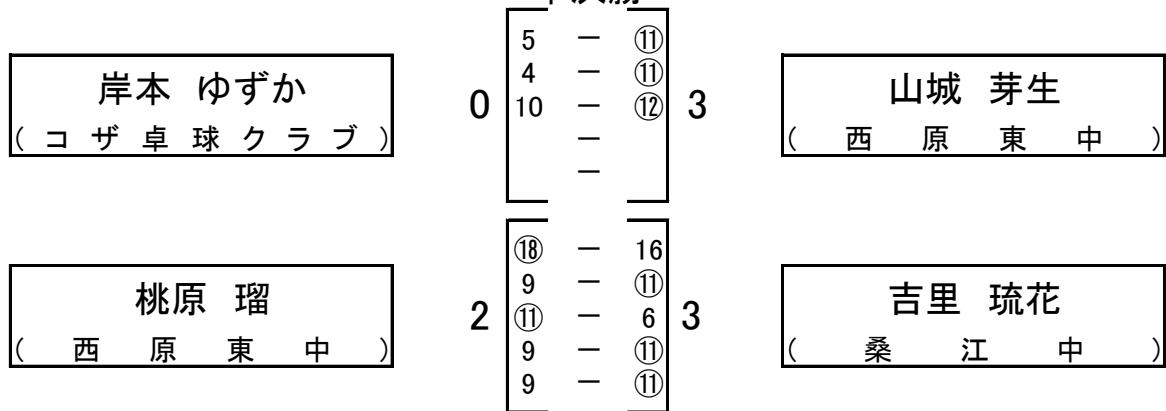 5 － ⑪
4 － ⑪
岸本 ゆずか 0 10 － ⑫ 3 山城 芽生
(コザ卓球クラブ) － (西原東中)
－
⑱ － 16
9 － ⑪
桃原 瑠 2 ⑪ － 6 3 吉里 琉花
(西原東中) 9 － ⑪ (桑江中)
9 － ⑪